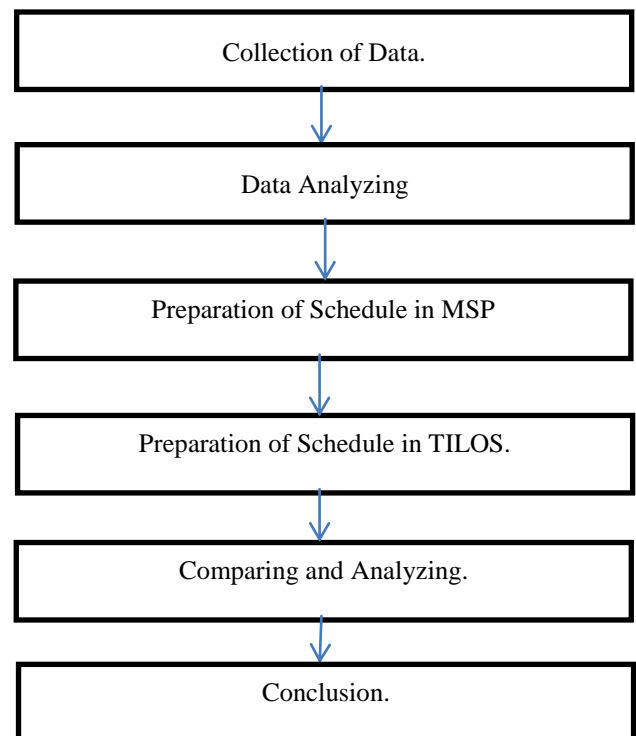 Collection of Data.
Data Analyzing
Preparation of Schedule in MSP
Preparation of Schedule in TILOS.
Comparing and Analyzing.
Conclusion.